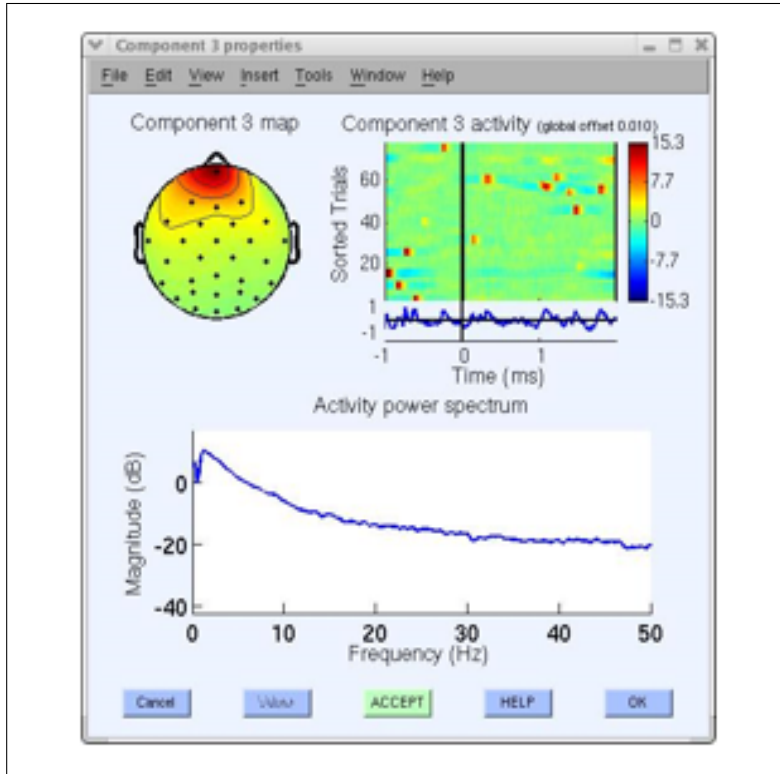 Component 3 properties
File Edit View Insert Tools Window Help
Component 3 map
Component 3 activity (global offset 0.010)
Sorted Trials
60
40
20
15.3
7.7
0
-7.7
-15.3
1
-1
-1 0 1
Time (ms)
Activity power spectrum
Magnitude (dB)
0
-20
-40
0 10 20 30 40 50
Frequency (Hz)
Cancel ACCEPT HELP OK